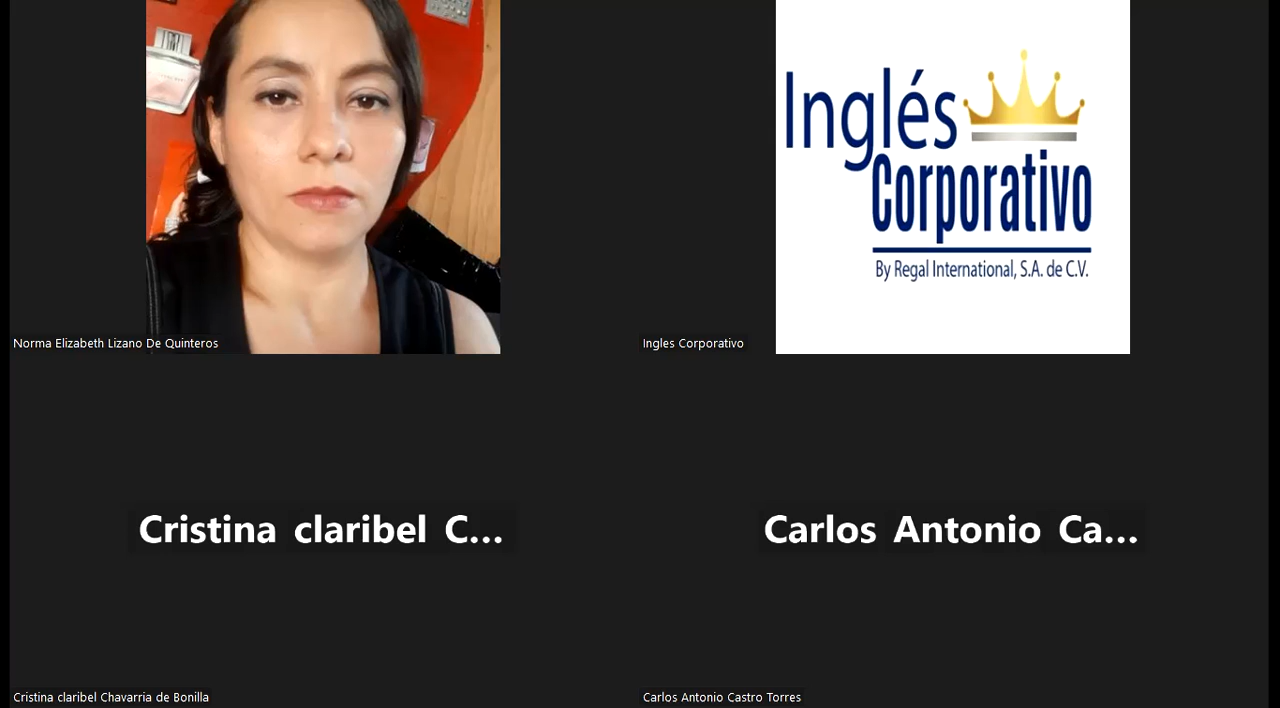 Inglés
Corporativo
By Regal International, S.A. de C.V.
Norma Elizabeth Lizano De Quinteros
Ingles Corporativo
Cristina claribel C...
Carlos Antonio Ca...
Cristina claribel Chavarria de Bonilla
Carlos Antonio Castro Torres